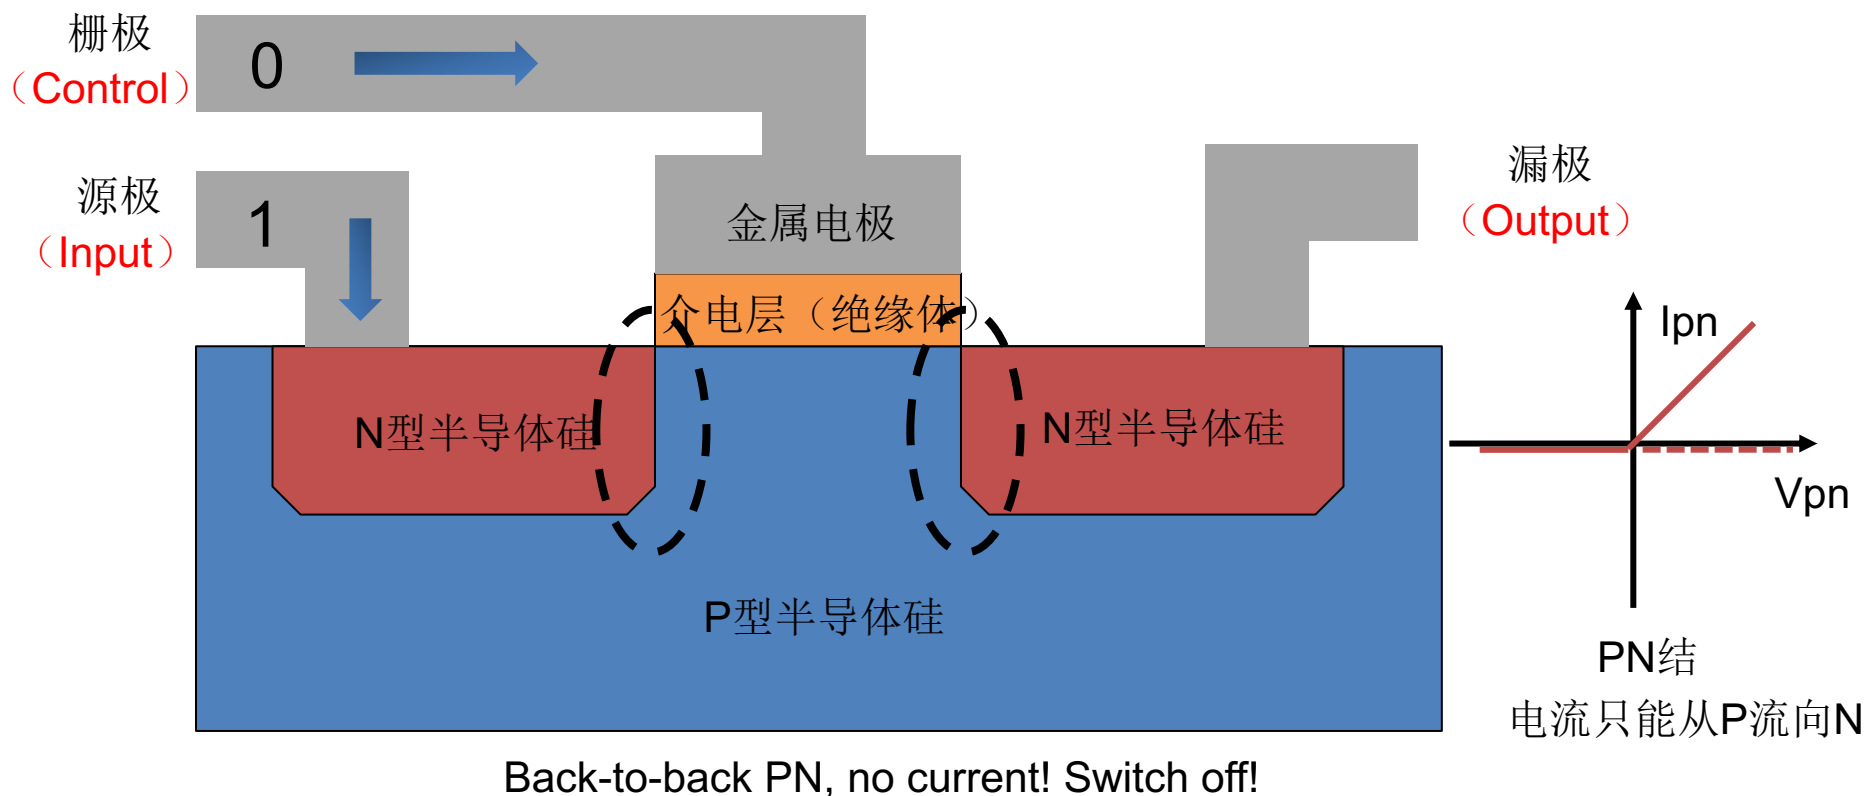 栅极
（Control）
0
源极
（Input）
1
金属电极
介电层（绝缘体）
漏极
（Output）
N型半导体硅
N型半导体硅
P型半导体硅
Ipn
Vpn
PN结
电流只能从P流向N
Back-to-back PN, no current! Switch off!